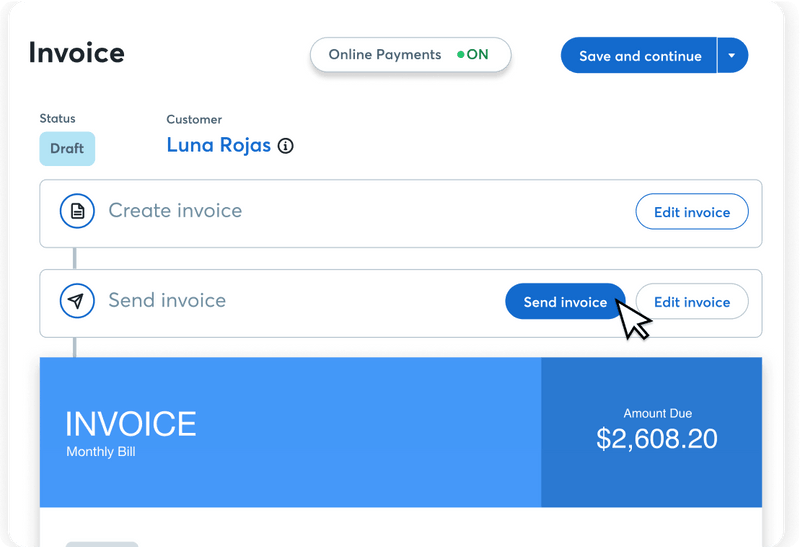 Invoice
Online Payments ON
Save and continue
Status
Customer
Draft
Luna Rojas
Create invoice
Edit invoice
Send invoice
Send invoice
Edit invoice
INVOICE
Monthly Bill
Amount Due
$2,608.20